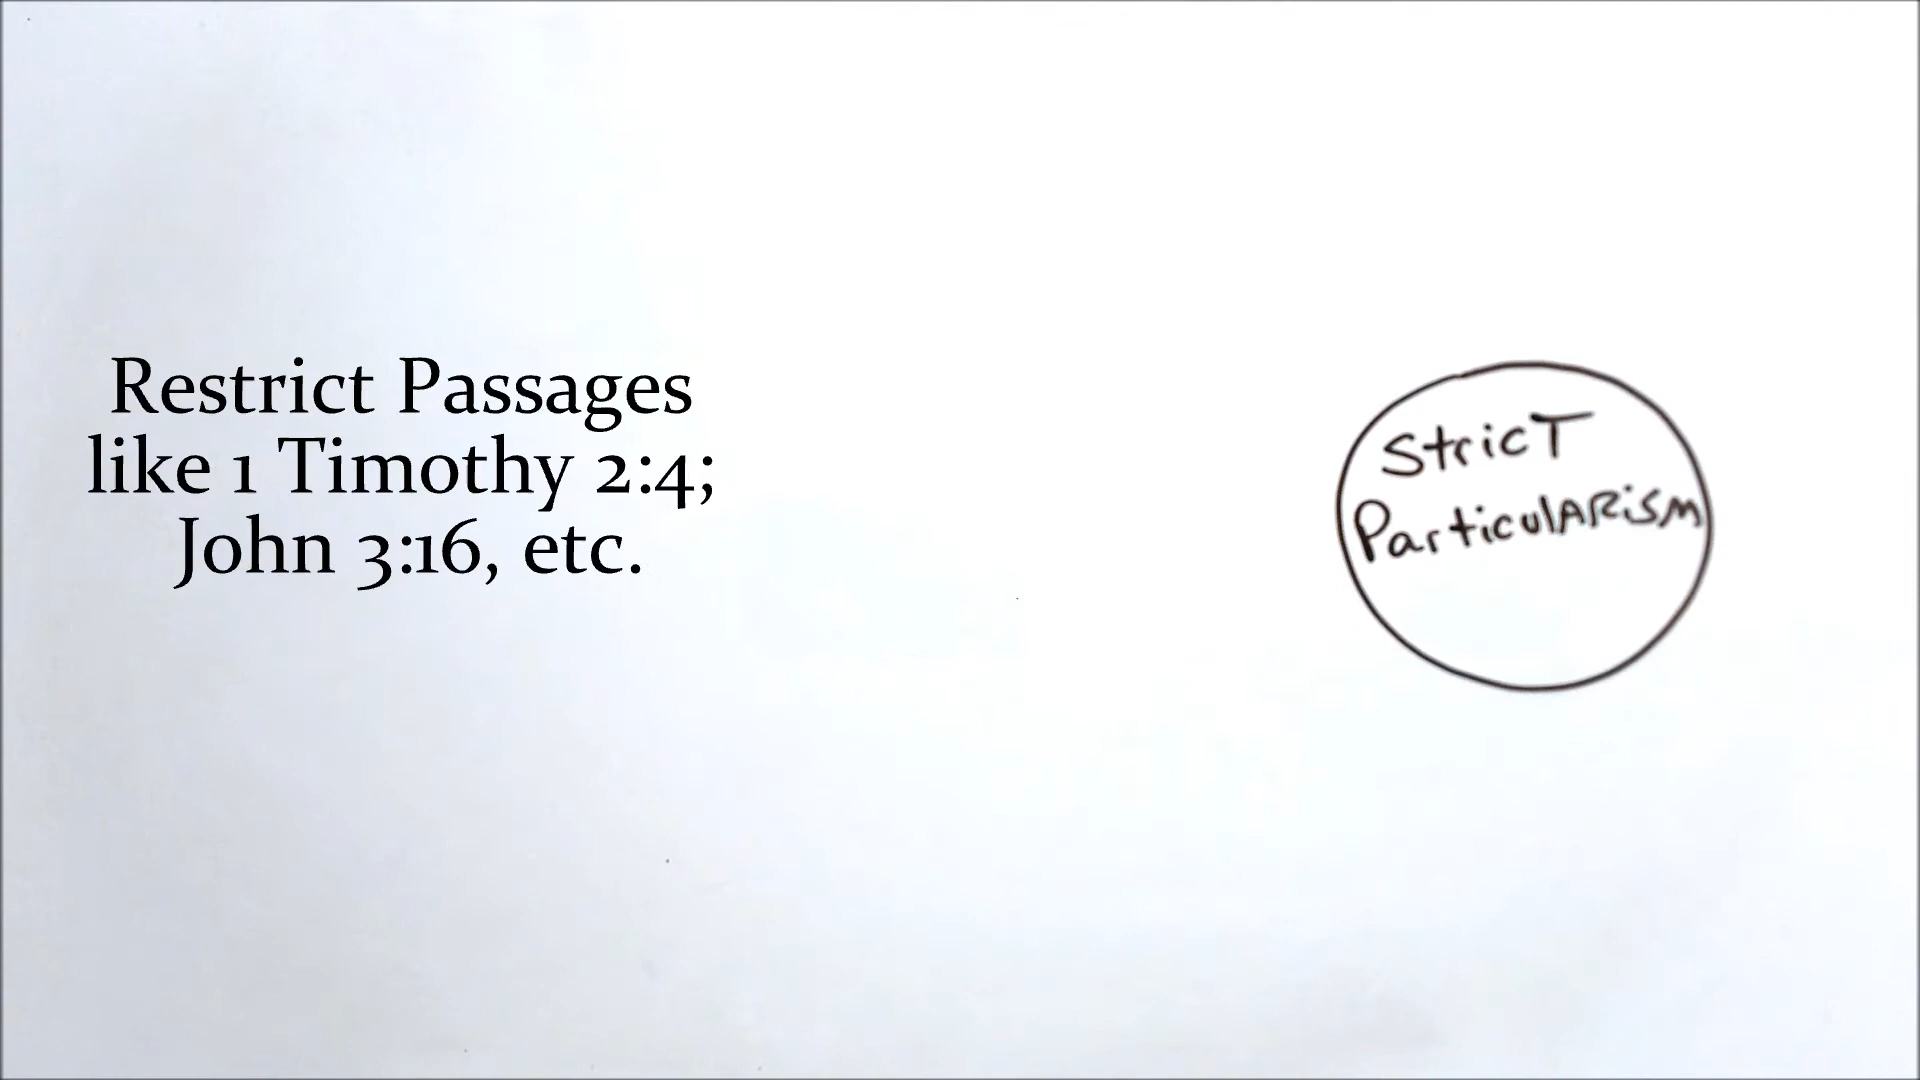 Restrict Passages
like 1 Timothy 2:4;
John 3:16, etc.
Strict
Particularism